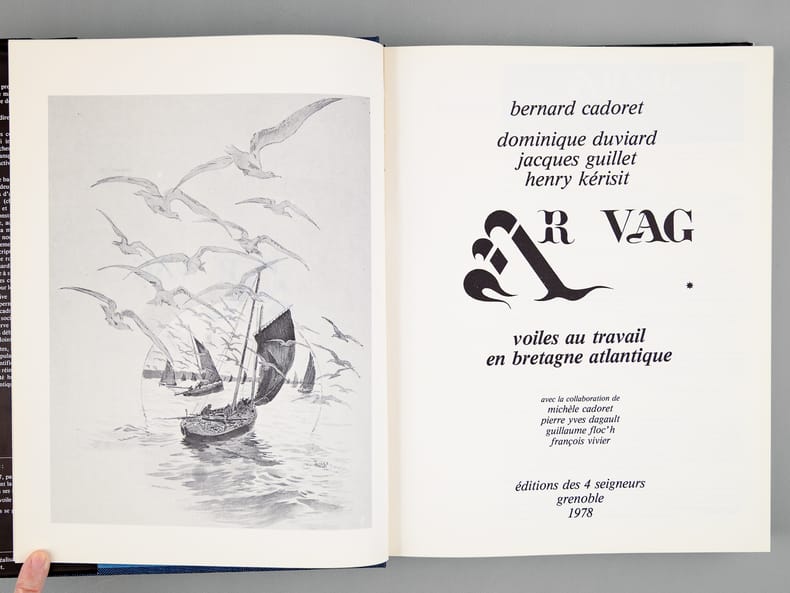 bernard cadoret
dominique duviard
jacques guillet
henry kérisit
AR VAG
*
voiles au travail
en bretagne atlantique
avec la collaboration de
michèle cadoret
pierre yves dagault
guillaume floc'h
françois vivier
éditions des 4 seigneurs
grenoble
1978